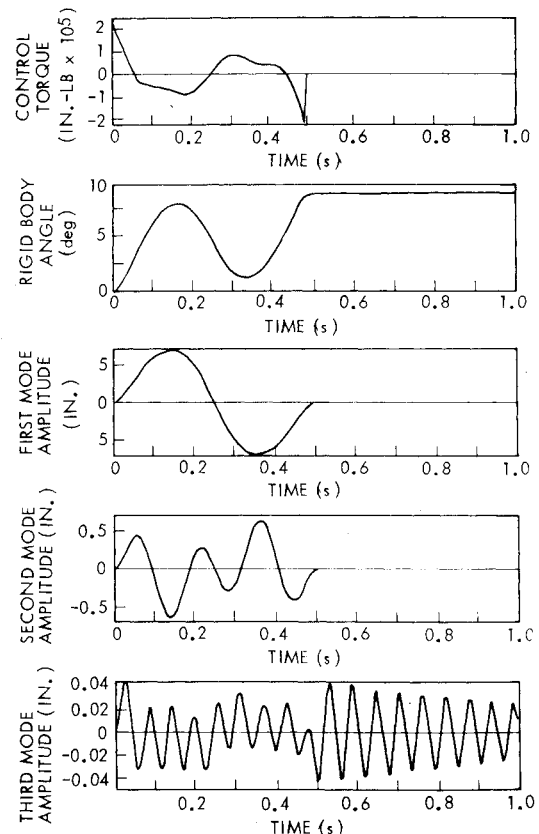 CONTROL
TORQUE
(IN.-LB × 10⁵)
2
1
0
-1
-2
0 0.2 0.4 0.6 0.8 1.0
TIME (s)
RIGID BODY
ANGLE
(deg)
10
5
0
0 0.2 0.4 0.6 0.8 1.0
TIME (s)
FIRST MODE
AMPLITUDE
(IN.)
5
0
5
0 0.2 0.4 0.6 0.8 1.0
TIME (s)
SECOND MODE
AMPLITUDE (IN.)
0.5
0
-0.5
0 0.2 0.4 0.6 0.8 1.0
TIME (s)
THIRD MODE
AMPLITUDE (IN.)
0.04
0.02
0
-0.02
-0.04
0 0.2 0.4 0.6 0.8 1.0
TIME (s)